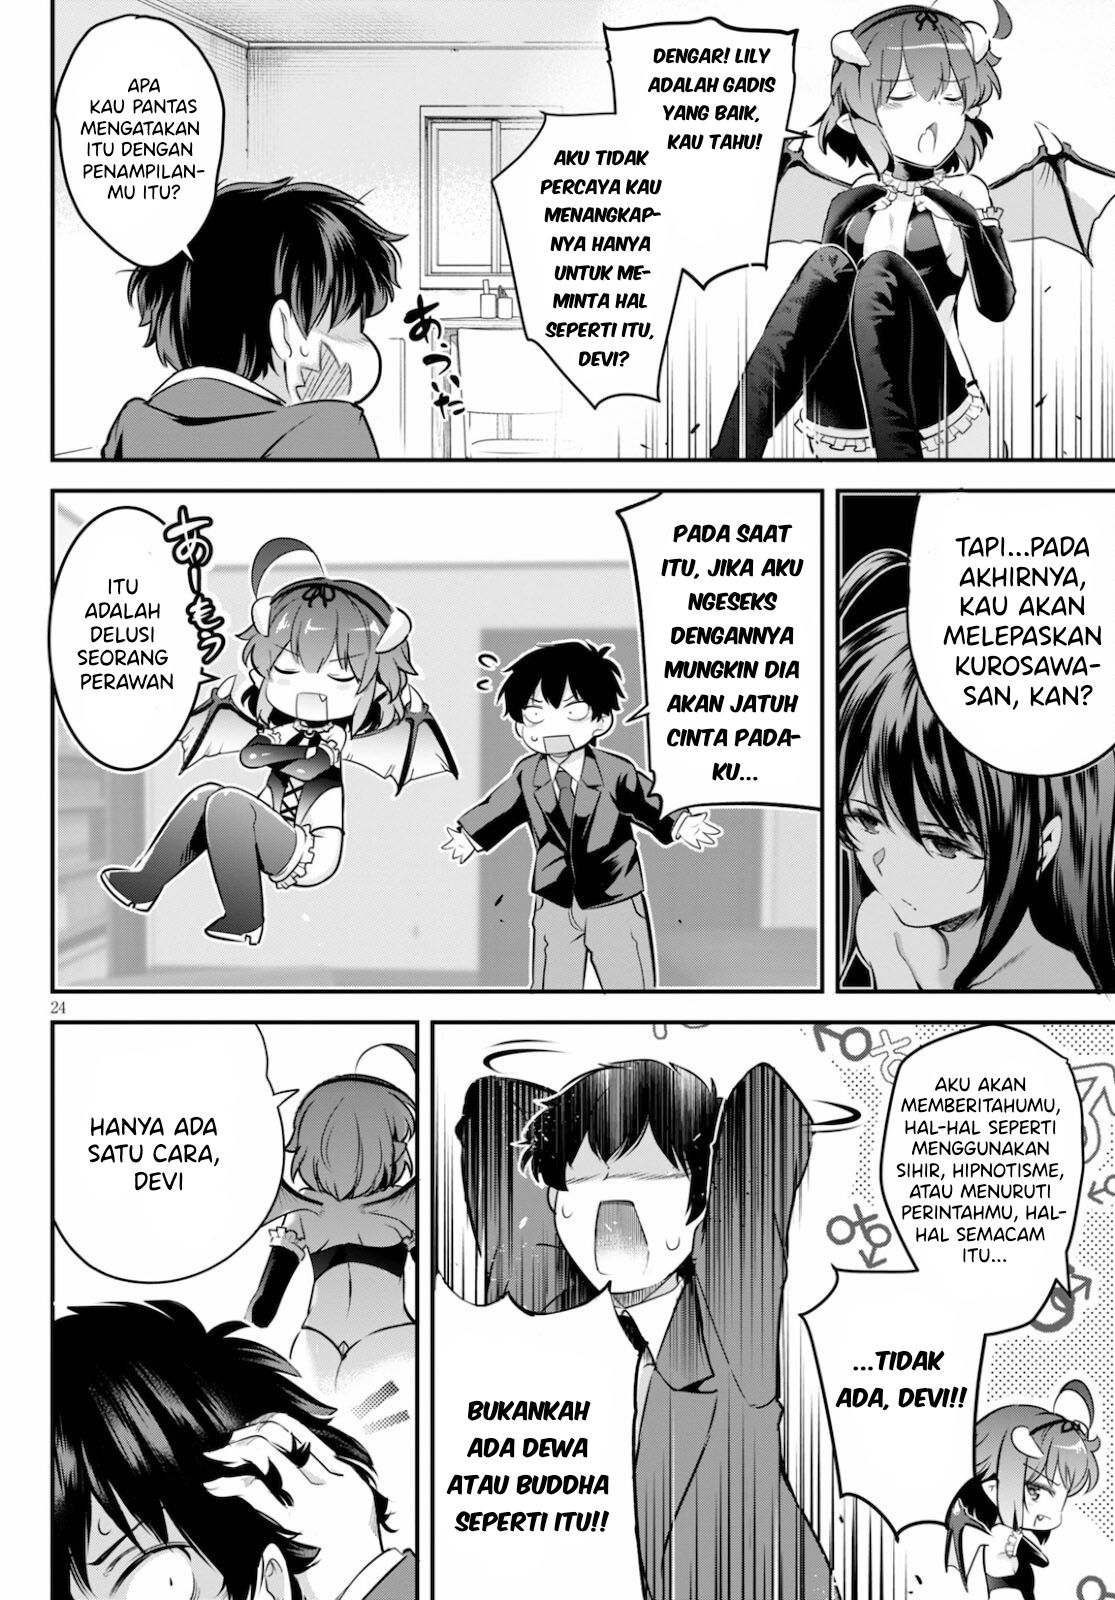 DENGAR! LILY
ADALAH GADIS
YANG BAIK,
KAU TAHU!
AKU TIDAK
PERCAYA KAU
MENANGKAP-
NYA HANYA
UNTUK ME-
MINTA HAL
SEPERTI ITU,
DEVI?
APA
KAU PANTAS
MENGATAKAN
ITU DENGAN
PENAMPILAN-
MU ITU?
TAPI...PADA
AKHIRNYA,
KAU AKAN
MELEPASKAN
KUROSAWA-
SAN, KAN?
PADA SAAT
ITU, JIKA AKU
NGESEKS
DENGANNYA
MUNGKIN DIA
AKAN JATUH
CINTA PADA-
KU...
あーもうっ
ITU
ADALAH
DELUSI
SEORANG
PERAWAN
24
AKU AKAN
MEMBERITAHUMU,
HAL-HAL SEPERTI
MENGGUNAKAN
SIHIR, HIPNOTISME,
ATAU MENURUTI
PERINTAHMU, HAL-
HAL SEMACAM
ITU...
...TIDAK
ADA, DEVI!!
BUKANKAH
ADA DEWA
ATAU BUDDHA
SEPERTI ITU!!
HANYA ADA
SATU CARA,
DEVI